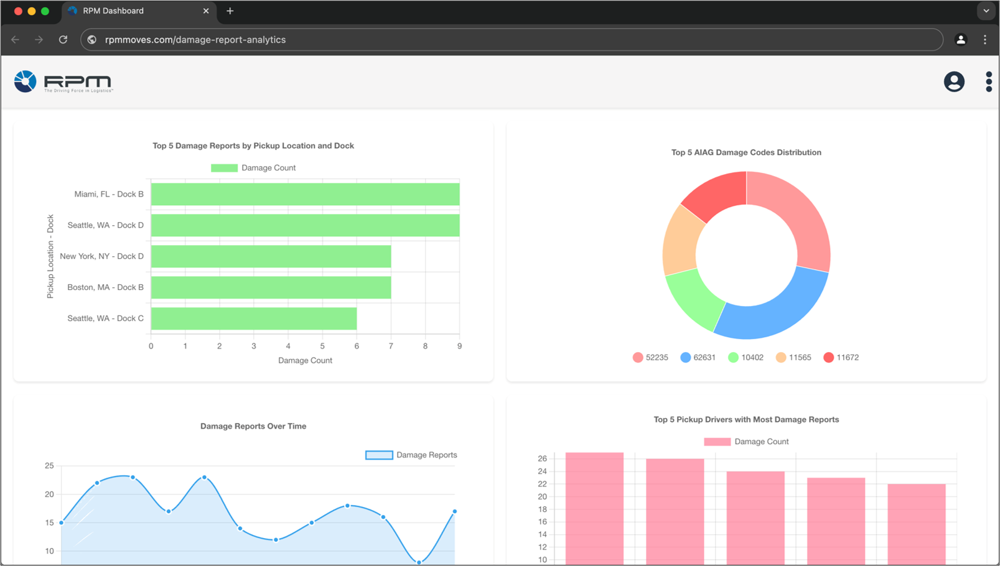 RPM Dashboard
rpmmoves.com/damage-report-analytics
RPM
The Driving Force in Logistics™
Top 5 Damage Reports by Pickup Location and Dock
Damage Count
Pickup Location - Dock
Miami, FL - Dock B
Seattle, WA - Dock D
New York, NY - Dock D
Boston, MA - Dock B
Seattle, WA - Dock C
0 1 2 3 4 5 6 7 8 9
Damage Count
Top 5 AIAG Damage Codes Distribution
52235 62631 10402 11565 11672
Damage Reports Over Time
Damage Reports
25
20
15
10
Top 5 Pickup Drivers with Most Damage Reports
Damage Count
26
24
22
20
18
16
14
12
10